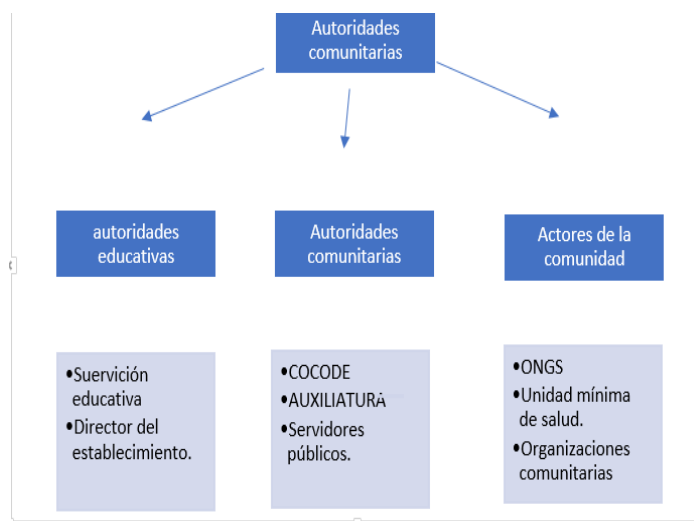 Autoridades
comunitarias
autoridades
educativas
Autoridades
comunitarias
Actores de la
comunidad
•Suervición
educativa
•Director del
establecimiento.
•COCODE
•AUXILIATURA
•Servidores
públicos.
•ONGS
•Unidad mínima
de salud.
•Organizaciones
comunitarias